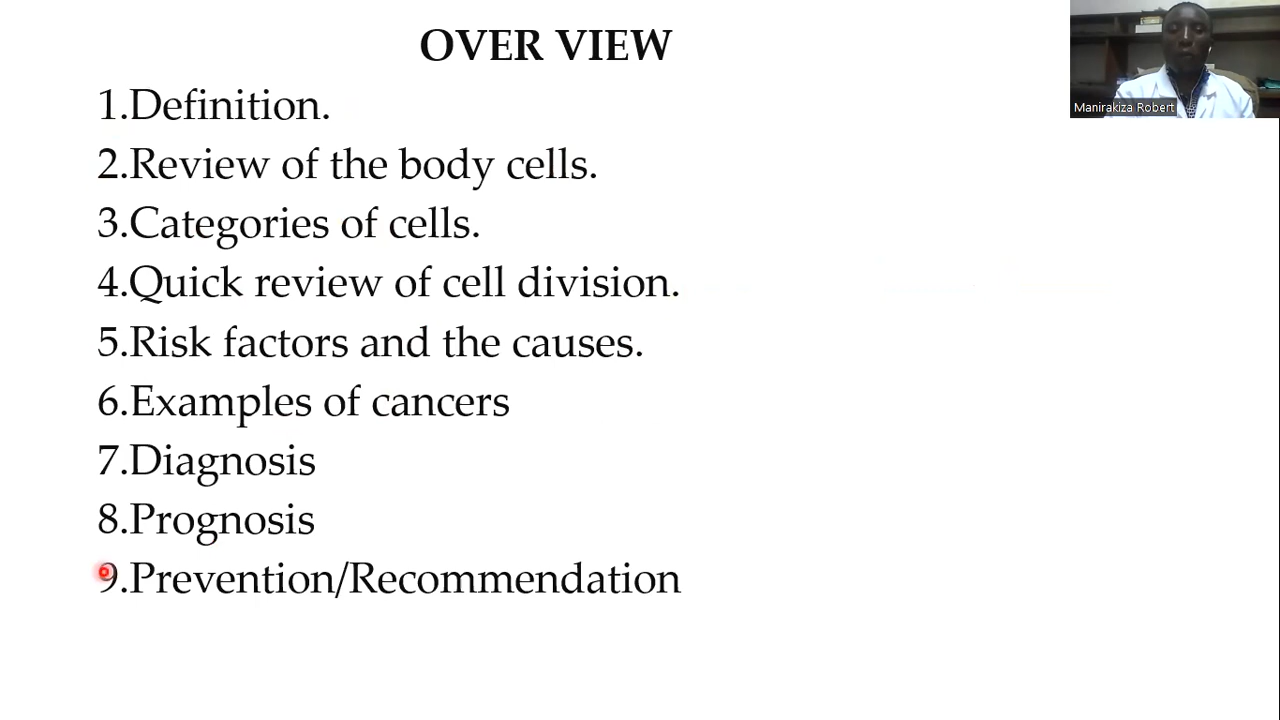 OVER VIEW
Manirakiza Robert
1.Definition.
2.Review of the body cells.
3.Categories of cells.
4.Quick review of cell division.
5.Risk factors and the causes.
6.Examples of cancers
7.Diagnosis
8.Prognosis
9.Prevention/Recommendation